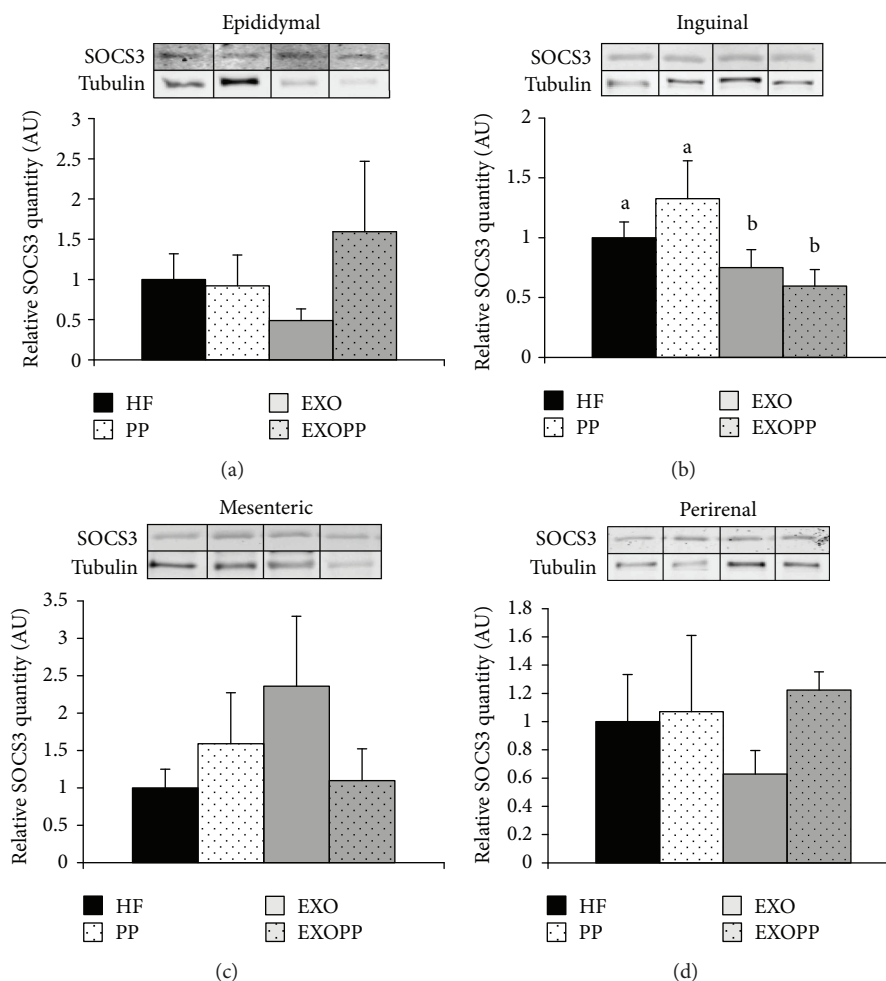 Epididymal
SOCS3
Tubulin
Relative SOCS3 quantity (AU)
3
2.5
2
1.5
1
0.5
0
HF
EXO
PP
EXOPP
(a)
Inguinal
SOCS3
Tubulin
Relative SOCS3 quantity (AU)
2
1.5
1
0.5
0
a
a
b
b
HF
EXO
PP
EXOPP
(b)
Mesenteric
SOCS3
Tubulin
Relative SOCS3 quantity (AU)
3.5
3
2.5
2
1.5
1
0.5
0
HF
EXO
PP
EXOPP
(c)
Perirenal
SOCS3
Tubulin
Relative SOCS3 quantity (AU)
1.8
1.6
1.4
1.2
1
0.8
0.6
0.4
0.2
0
HF
EXO
PP
EXOPP
(d)